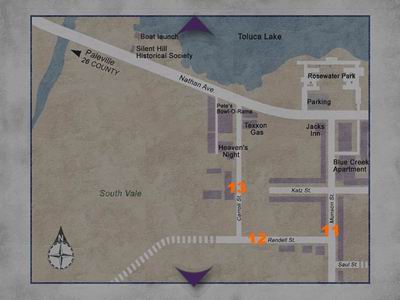 Boat launch
Toluca Lake
Silent Hill
Historical Society
Paleville
26 COUNTY
Nathan Ave.
Rosewater Park
Parking
Pete's
Bowl-O-Rama
Texxon
Gas
Jacks
Inn
Heaven's
Night
Blue Creek
Apartment
13
Katz St.
South Vale
Carroll St.
Munson St.
12
Rendell St.
11
Saul St.